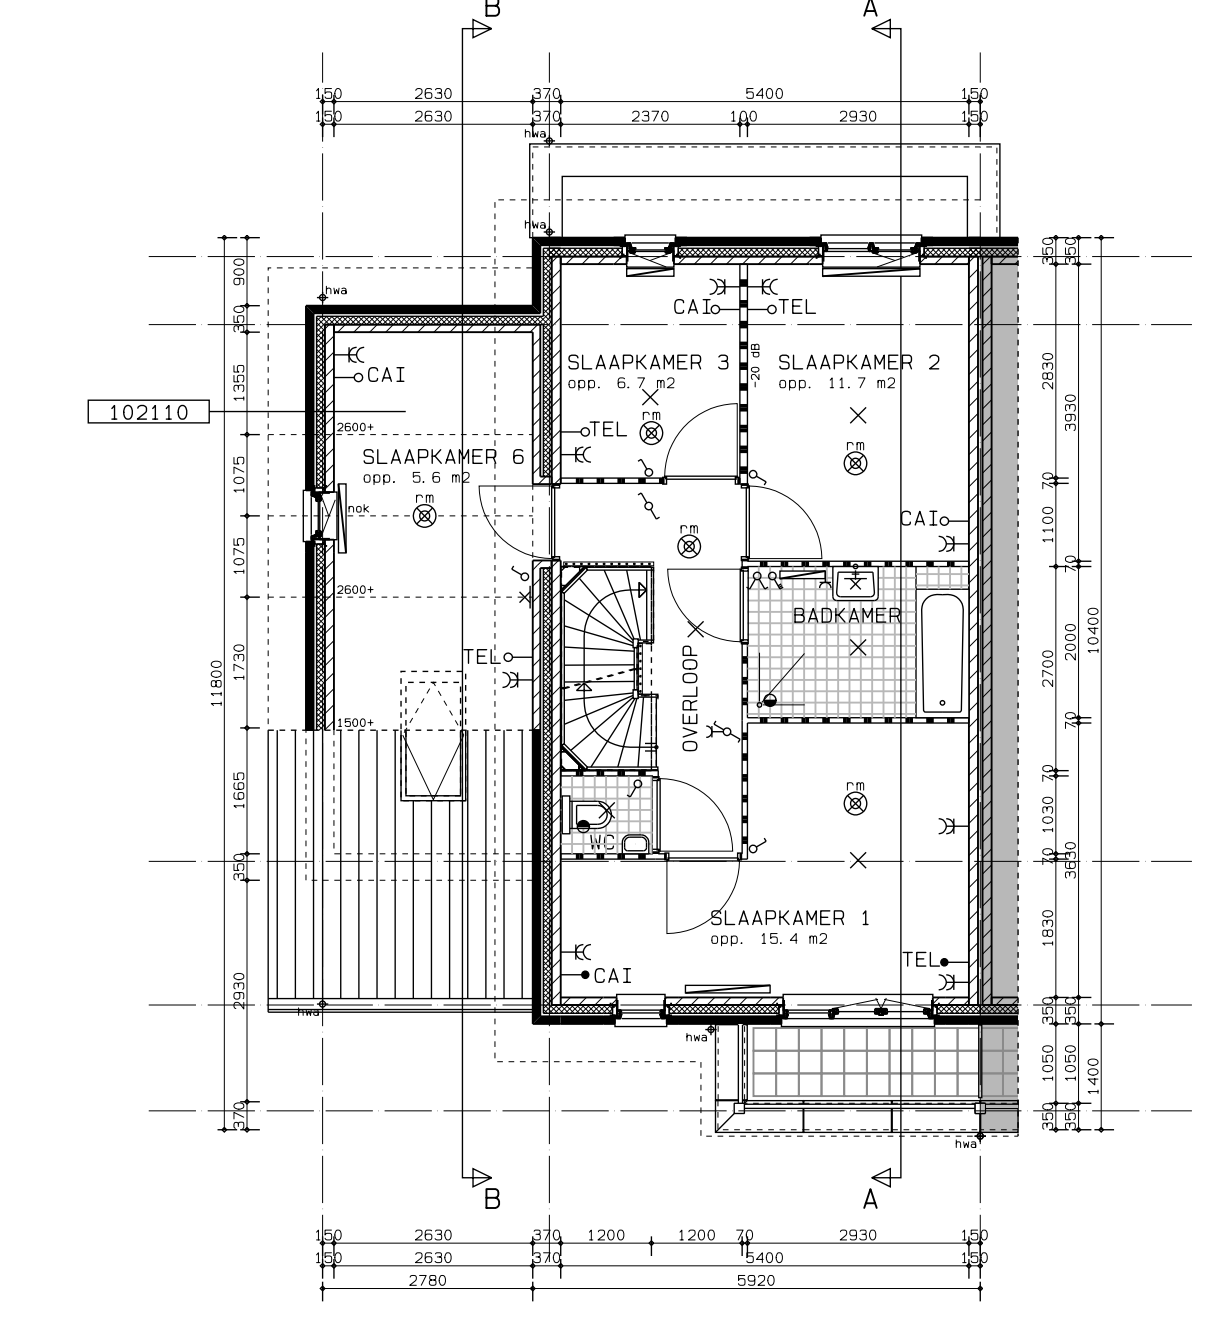 B
A
150 2630 370 5400 150
150 2630 370 2370 100 2930 150
hwa
hwa
hwa
900
350
1355
1075
1075
1730
1665
350
2930
370
11800
350 350
2830
3930
70
1100
70
2000
2700
10400
70
70
1030
70
3630
1830
350 350
1050 1050
1400
350 350
CAI TEL
-20 dB
SLAAPKAMER 3
opp. 6.7 m2
SLAAPKAMER 2
opp. 11.7 m2
CAI
102110
rm
TEL
rm
2600+
SLAAPKAMER 6
opp. 5.6 m2
rm
nok
CAI
rm
2600+
BADKAMER
TEL
OVERLOOP
1500+
rm
WC
SLAAPKAMER 1
opp. 15.4 m2
CAI
TEL
hwa
hwa
hwa
B
A
150 2630 370 1200 1200 70 2930 150
150 2630 370 5400 150
2780 5920